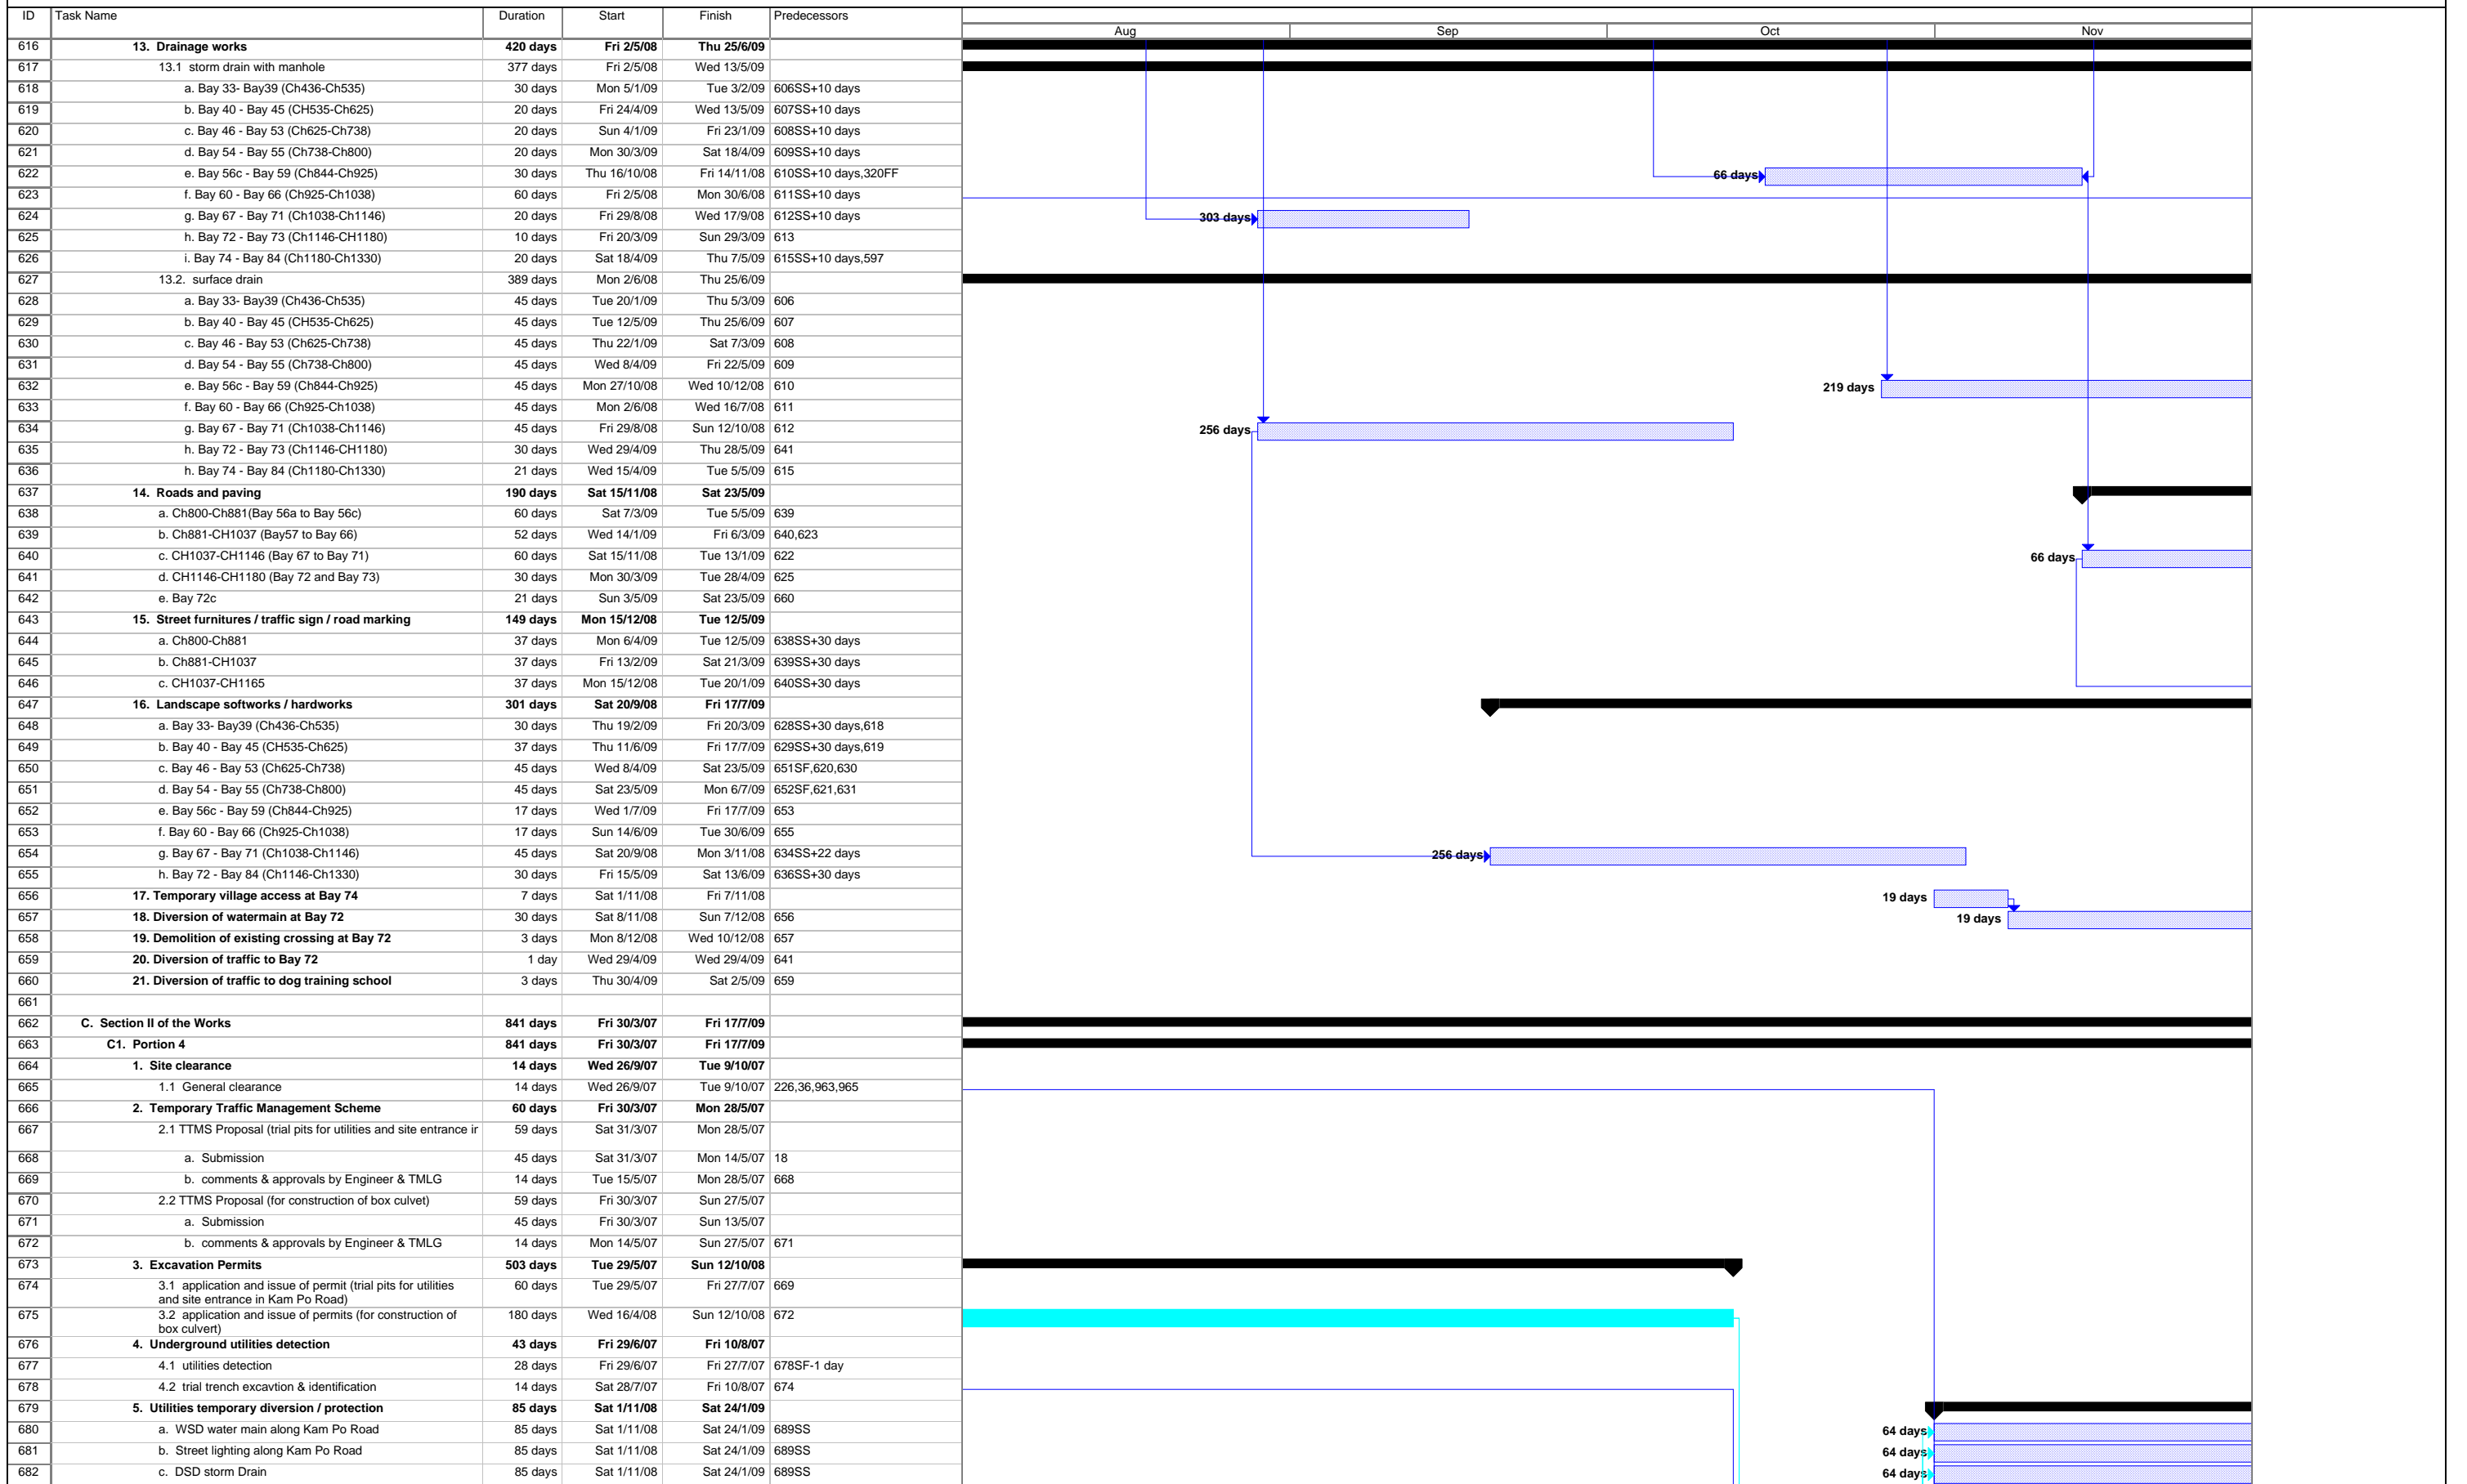 ID Task Name Duration Start Finish Predecessors
Aug Sep Oct Nov
616 13. Drainage works 420 days Fri 2/5/08 Thu 25/6/09
617 13.1 storm drain with manhole 377 days Fri 2/5/08 Wed 13/5/09
618 a. Bay 33- Bay39 (Ch436-Ch535) 30 days Mon 5/1/09 Tue 3/2/09 606SS+10 days
619 b. Bay 40 - Bay 45 (CH535-Ch625) 20 days Fri 24/4/09 Wed 13/5/09 607SS+10 days
620 c. Bay 46 - Bay 53 (Ch625-Ch738) 20 days Sun 4/1/09 Fri 23/1/09 608SS+10 days
621 d. Bay 54 - Bay 55 (Ch738-Ch800) 20 days Mon 30/3/09 Sat 18/4/09 609SS+10 days
622 e. Bay 56c - Bay 59 (Ch844-Ch925) 30 days Thu 16/10/08 Fri 14/11/08 610SS+10 days,320FF 66 days
623 f. Bay 60 - Bay 66 (Ch925-Ch1038) 60 days Fri 2/5/08 Mon 30/6/08 611SS+10 days
624 g. Bay 67 - Bay 71 (Ch1038-Ch1146) 20 days Fri 29/8/08 Wed 17/9/08 612SS+10 days 303 days
625 h. Bay 72 - Bay 73 (Ch1146-CH1180) 10 days Fri 20/3/09 Sun 29/3/09 613
626 i. Bay 74 - Bay 84 (Ch1180-Ch1330) 20 days Sat 18/4/09 Thu 7/5/09 615SS+10 days,597
627 13.2. surface drain 389 days Mon 2/6/08 Thu 25/6/09
628 a. Bay 33- Bay39 (Ch436-Ch535) 45 days Tue 20/1/09 Thu 5/3/09 606
629 b. Bay 40 - Bay 45 (CH535-Ch625) 45 days Tue 12/5/09 Thu 25/6/09 607
630 c. Bay 46 - Bay 53 (Ch625-Ch738) 45 days Thu 22/1/09 Sat 7/3/09 608
631 d. Bay 54 - Bay 55 (Ch738-Ch800) 45 days Wed 8/4/09 Fri 22/5/09 609
632 e. Bay 56c - Bay 59 (Ch844-Ch925) 45 days Mon 27/10/08 Wed 10/12/08 610 219 days
633 f. Bay 60 - Bay 66 (Ch925-Ch1038) 45 days Mon 2/6/08 Wed 16/7/08 611
634 g. Bay 67 - Bay 71 (Ch1038-Ch1146) 45 days Fri 29/8/08 Sun 12/10/08 612 256 days
635 h. Bay 72 - Bay 73 (Ch1146-CH1180) 30 days Wed 29/4/09 Thu 28/5/09 641
636 h. Bay 74 - Bay 84 (Ch1180-Ch1330) 21 days Wed 15/4/09 Tue 5/5/09 615
637 14. Roads and paving 190 days Sat 15/11/08 Sat 23/5/09
638 a. Ch800-Ch881(Bay 56a to Bay 56c) 60 days Sat 7/3/09 Tue 5/5/09 639
639 b. Ch881-CH1037 (Bay57 to Bay 66) 52 days Wed 14/1/09 Fri 6/3/09 640,623
640 c. CH1037-CH1146 (Bay 67 to Bay 71) 60 days Sat 15/11/08 Tue 13/1/09 622 66 days
641 d. CH1146-CH1180 (Bay 72 and Bay 73) 30 days Mon 30/3/09 Tue 28/4/09 625
642 e. Bay 72c 21 days Sun 3/5/09 Sat 23/5/09 660
643 15. Street furnitures / traffic sign / road marking 149 days Mon 15/12/08 Tue 12/5/09
644 a. Ch800-Ch881 37 days Mon 6/4/09 Tue 12/5/09 638SS+30 days
645 b. Ch881-CH1037 37 days Fri 13/2/09 Sat 21/3/09 639SS+30 days
646 c. CH1037-CH1165 37 days Mon 15/12/08 Tue 20/1/09 640SS+30 days
647 16. Landscape softworks / hardworks 301 days Sat 20/9/08 Fri 17/7/09
648 a. Bay 33- Bay39 (Ch436-Ch535) 30 days Thu 19/2/09 Fri 20/3/09 628SS+30 days,618
649 b. Bay 40 - Bay 45 (CH535-Ch625) 37 days Thu 11/6/09 Fri 17/7/09 629SS+30 days,619
650 c. Bay 46 - Bay 53 (Ch625-Ch738) 45 days Wed 8/4/09 Sat 23/5/09 651SF,620,630
651 d. Bay 54 - Bay 55 (Ch738-Ch800) 45 days Sat 23/5/09 Mon 6/7/09 652SF,621,631
652 e. Bay 56c - Bay 59 (Ch844-Ch925) 17 days Wed 1/7/09 Fri 17/7/09 653
653 f. Bay 60 - Bay 66 (Ch925-Ch1038) 17 days Sun 14/6/09 Tue 30/6/09 655
654 g. Bay 67 - Bay 71 (Ch1038-Ch1146) 45 days Sat 20/9/08 Mon 3/11/08 634SS+22 days 256 days
655 h. Bay 72 - Bay 84 (Ch1146-Ch1330) 30 days Fri 15/5/09 Sat 13/6/09 636SS+30 days
656 17. Temporary village access at Bay 74 7 days Sat 1/11/08 Fri 7/11/08 19 days
657 18. Diversion of watermain at Bay 72 30 days Sat 8/11/08 Sun 7/12/08 656 19 days
658 19. Demolition of existing crossing at Bay 72 3 days Mon 8/12/08 Wed 10/12/08 657
659 20. Diversion of traffic to Bay 72 1 day Wed 29/4/09 Wed 29/4/09 641
660 21. Diversion of traffic to dog training school 3 days Thu 30/4/09 Sat 2/5/09 659
661
662 C. Section II of the Works 841 days Fri 30/3/07 Fri 17/7/09
663 C1. Portion 4 841 days Fri 30/3/07 Fri 17/7/09
664 1. Site clearance 14 days Wed 26/9/07 Tue 9/10/07
665 1.1 General clearance 14 days Wed 26/9/07 Tue 9/10/07 226,36,963,965
666 2. Temporary Traffic Management Scheme 60 days Fri 30/3/07 Mon 28/5/07
667 2.1 TTMS Proposal (trial pits for utilities and site entrance ir 59 days Sat 31/3/07 Mon 28/5/07
668 a. Submission 45 days Sat 31/3/07 Mon 14/5/07 18
669 b. comments & approvals by Engineer & TMLG 14 days Tue 15/5/07 Mon 28/5/07 668
670 2.2 TTMS Proposal (for construction of box culvet) 59 days Fri 30/3/07 Sun 27/5/07
671 a. Submission 45 days Fri 30/3/07 Sun 13/5/07
672 b. comments & approvals by Engineer & TMLG 14 days Mon 14/5/07 Sun 27/5/07 671
673 3. Excavation Permits 503 days Tue 29/5/07 Sun 12/10/08
674 3.1 application and issue of permit (trial pits for utilities 60 days Tue 29/5/07 Fri 27/7/07 669
and site entrance in Kam Po Road)
675 3.2 application and issue of permits (for construction of 180 days Wed 16/4/08 Sun 12/10/08 672
box culvert)
676 4. Underground utilities detection 43 days Fri 29/6/07 Fri 10/8/07
677 4.1 utilities detection 28 days Fri 29/6/07 Fri 27/7/07 678SF-1 day
678 4.2 trial trench excavtion & identification 14 days Sat 28/7/07 Fri 10/8/07 674
679 5. Utilities temporary diversion / protection 85 days Sat 1/11/08 Sat 24/1/09
680 a. WSD water main along Kam Po Road 85 days Sat 1/11/08 Sat 24/1/09 689SS 64 days
681 b. Street lighting along Kam Po Road 85 days Sat 1/11/08 Sat 24/1/09 689SS 64 days
682 c. DSD storm Drain 85 days Sat 1/11/08 Sat 24/1/09 689SS 64 days